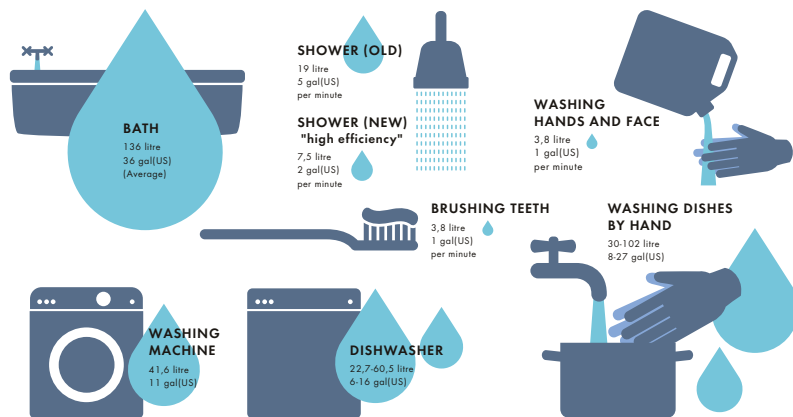 BATH
136 litre
36 gal(US)
(Average)
SHOWER (OLD)
19 litre
5 gal(US)
per minute
SHOWER (NEW)
"high efficiency"
7,5 litre
2 gal(US)
per minute
WASHING
HANDS AND FACE
3,8 litre
1 gal(US)
per minute
BRUSHING TEETH
3,8 litre
1 gal(US)
per minute
WASHING DISHES
BY HAND
30-102 litre
8-27 gal(US)
WASHING
MACHINE
41,6 litre
11 gal(US)
DISHWASHER
22,7-60,5 litre
6-16 gal(US)